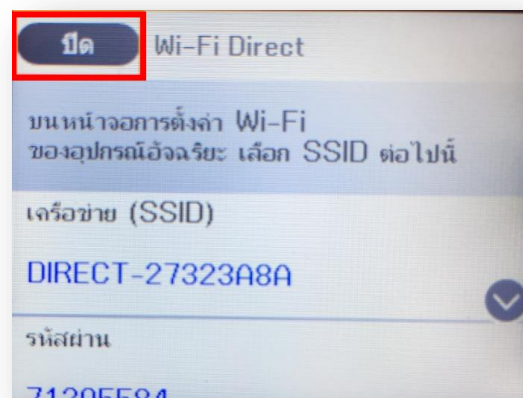 ปิด Wi-Fi Direct
บนหน้าจอการตั้งค่า Wi-Fi
ของอุปกรณ์อัจฉริยะ เลือก SSID ต่อไปนี้
เครือข่าย (SSID)
DIRECT-27323A8A
รหัสผ่าน